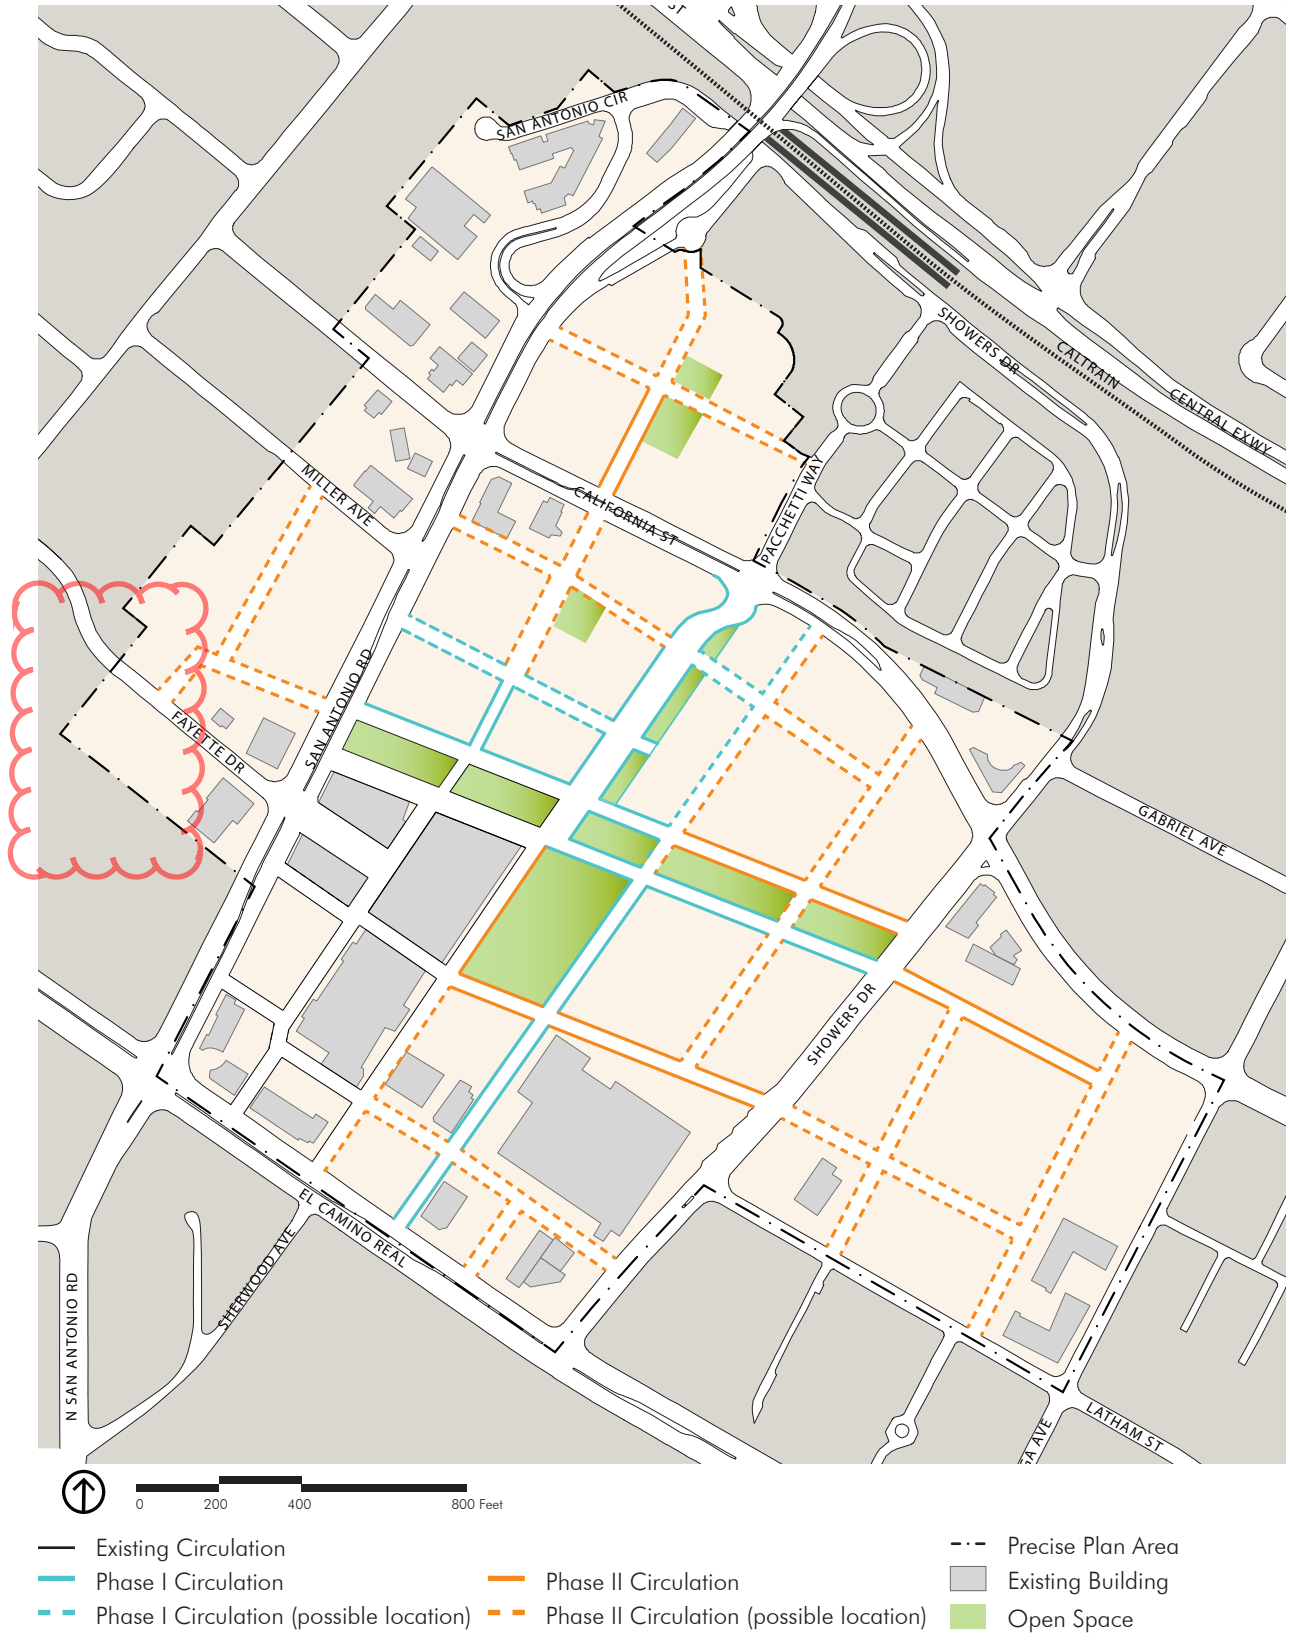 ST
SAN ANTONIO CIR
SHOWERS DR
CALTRAIN
CENTRAL EXWY
MILLER AVE
CALIFORNIA ST
PACCHETTI WAY
SAN ANTONIO RD
FAYETTE DR
GABRIEL AVE
SHOWERS DR
EL CAMINO REAL
SHERWOOD AVE
N SAN ANTONIO RD
LATHAM ST
GA AVE
0 200 400 800 Feet
Existing Circulation
Phase I Circulation
Phase I Circulation (possible location)
Phase II Circulation
Phase II Circulation (possible location)
Precise Plan Area
Existing Building
Open Space